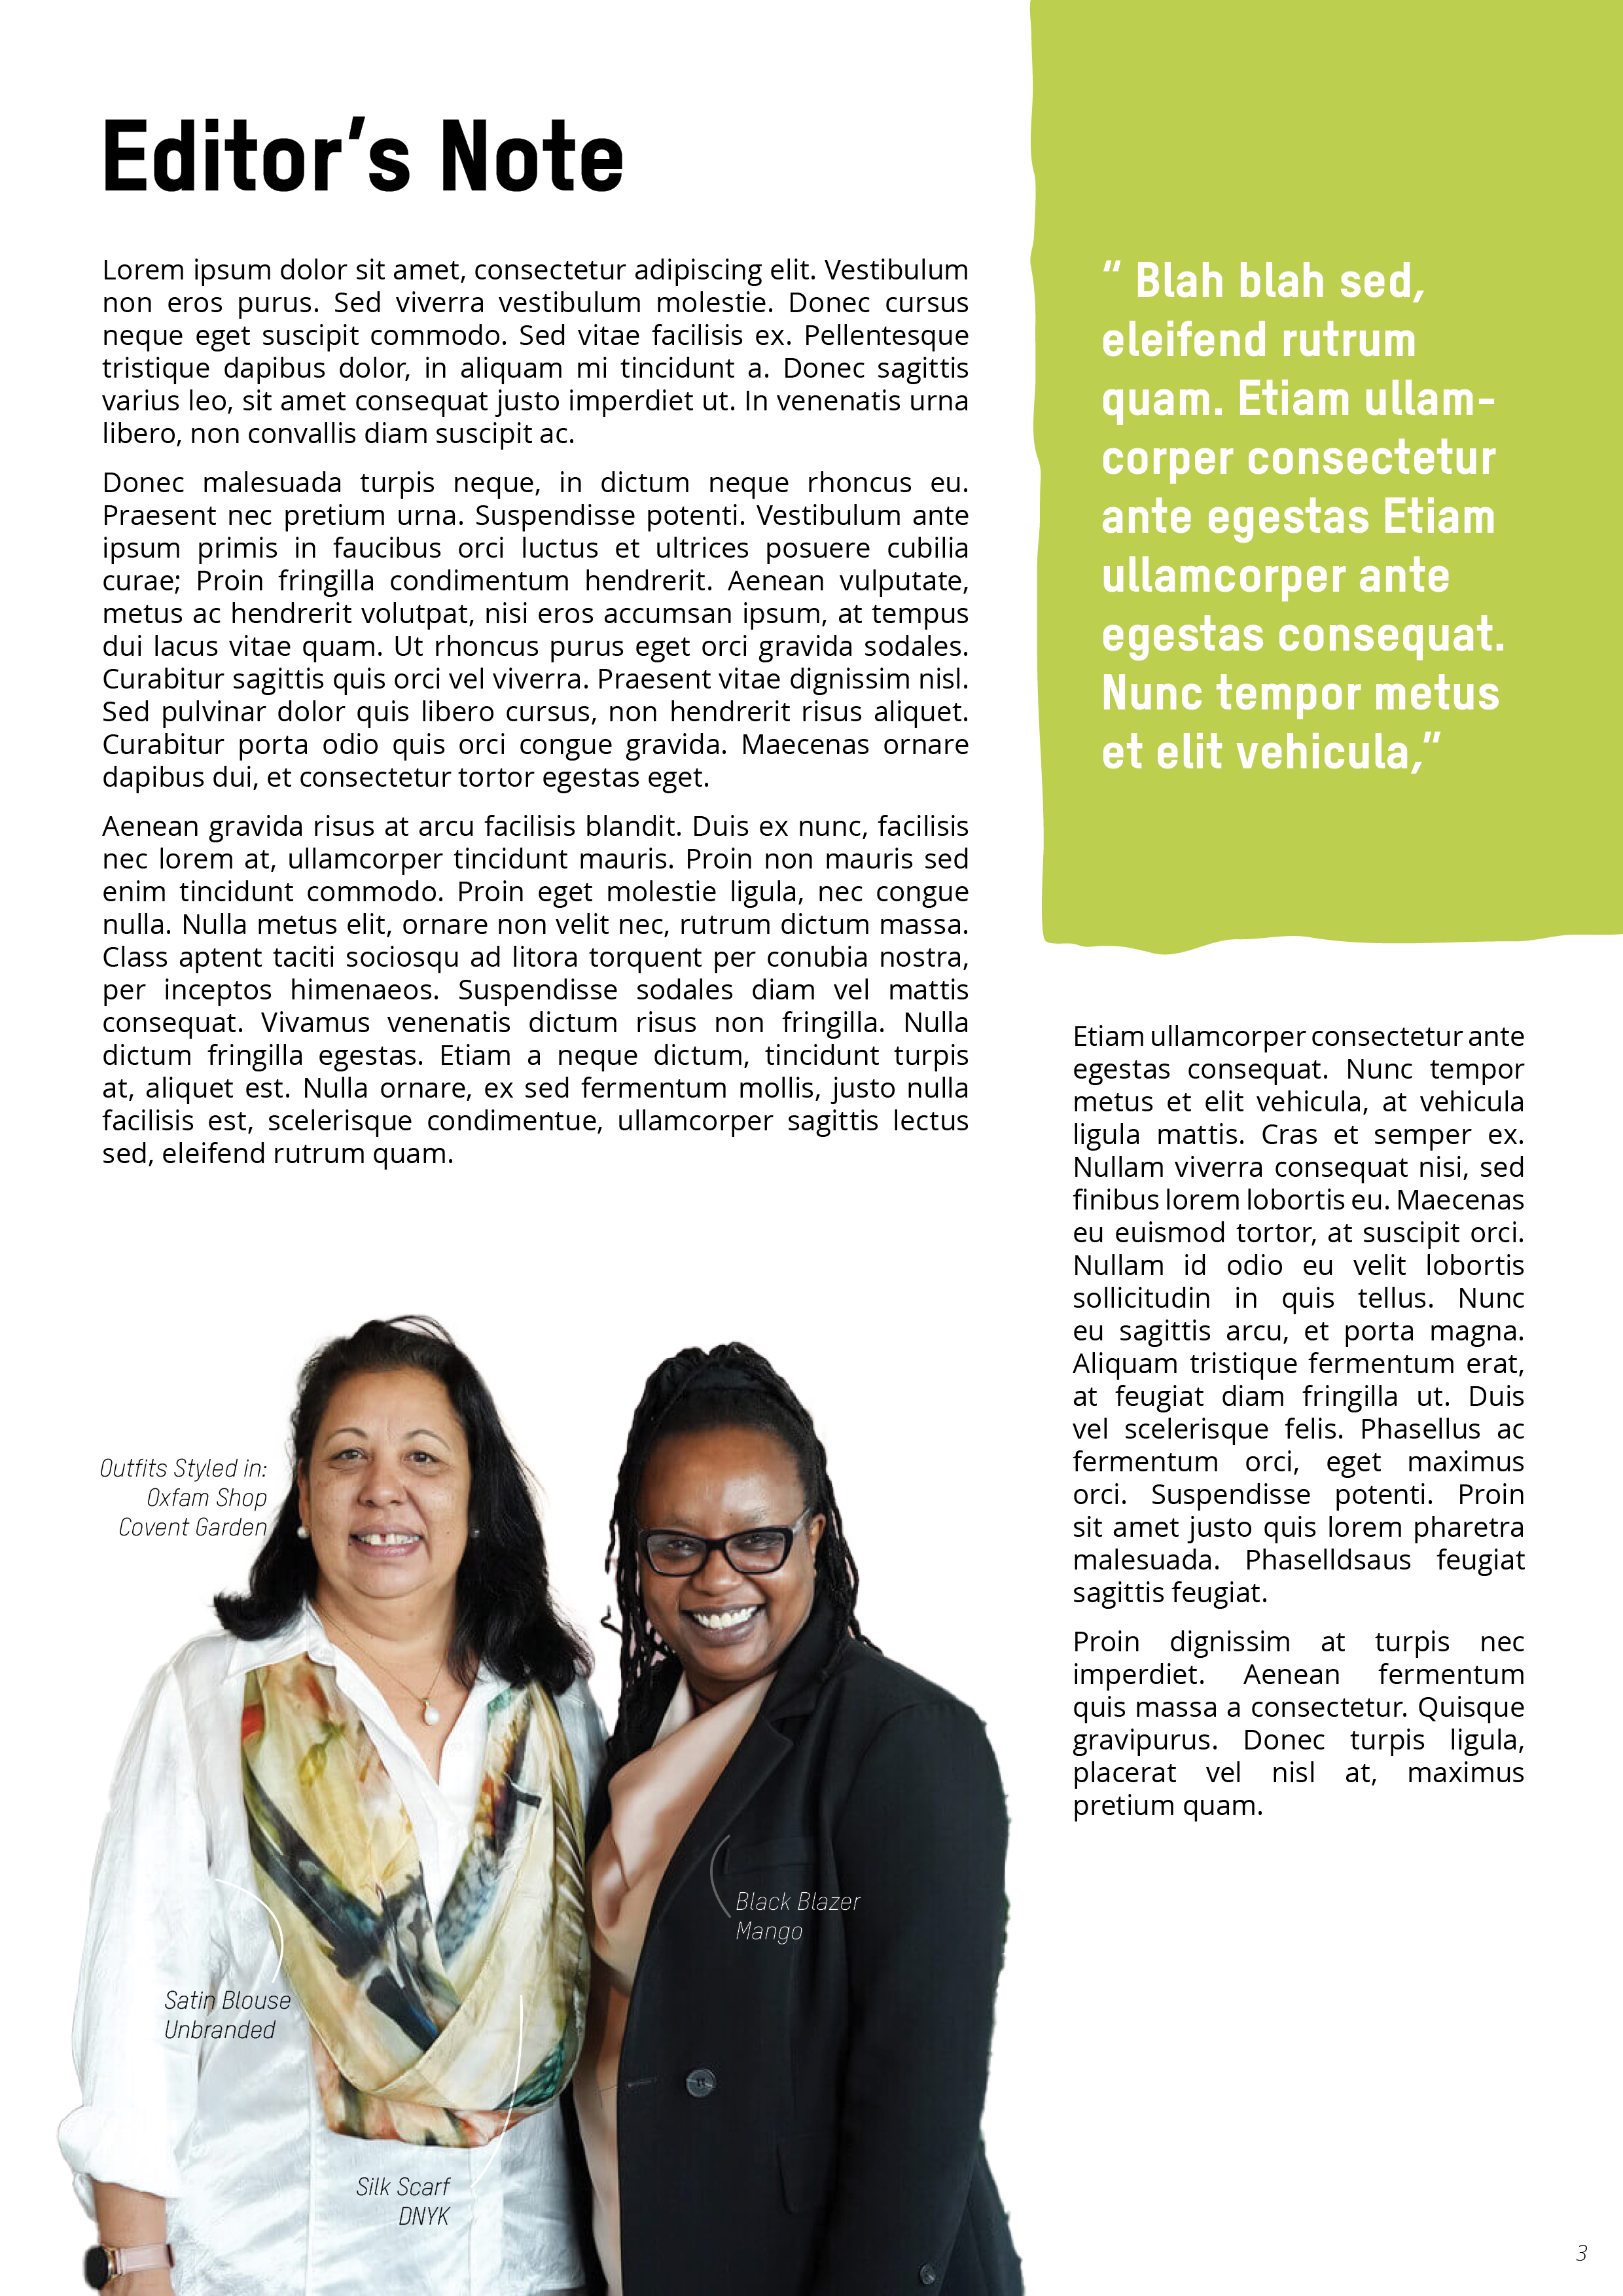 Editor’s Note
Lorem ipsum dolor sit amet, consectetur adipiscing elit. Vestibulum
non eros purus. Sed viverra vestibulum molestie. Donec cursus
neque eget suscipit commodo. Sed vitae facilisis ex. Pellentesque
tristique dapibus dolor, in aliquam mi tincidunt a. Donec sagittis
varius leo, sit amet consequat justo imperdiet ut. In venenatis urna
libero, non convallis diam suscipit ac.
Donec malesuada turpis neque, in dictum neque rhoncus eu.
Praesent nec pretium urna. Suspendisse potenti. Vestibulum ante
ipsum primis in faucibus orci luctus et ultrices posuere cubilia
curae; Proin fringilla condimentum hendrerit. Aenean vulputate,
metus ac hendrerit volutpat, nisi eros accumsan ipsum, at tempus
dui lacus vitae quam. Ut rhoncus purus eget orci gravida sodales.
Curabitur sagittis quis orci vel viverra. Praesent vitae dignissim nisl.
Sed pulvinar dolor quis libero cursus, non hendrerit risus aliquet.
Curabitur porta odio quis orci congue gravida. Maecenas ornare
dapibus dui, et consectetur tortor egestas eget.
Aenean gravida risus at arcu facilisis blandit. Duis ex nunc, facilisis
nec lorem at, ullamcorper tincidunt mauris. Proin non mauris sed
enim tincidunt commodo. Proin eget molestie ligula, nec congue
nulla. Nulla metus elit, ornare non velit nec, rutrum dictum massa.
Class aptent taciti sociosqu ad litora torquent per conubia nostra,
per inceptos himenaeos. Suspendisse sodales diam vel mattis
consequat. Vivamus venenatis dictum risus non fringilla. Nulla
dictum fringilla egestas. Etiam a neque dictum, tincidunt turpis
at, aliquet est. Nulla ornare, ex sed fermentum mollis, justo nulla
facilisis est, scelerisque condimentue, ullamcorper sagittis lectus
sed, eleifend rutrum quam.
“ Blah blah sed,
eleifend rutrum
quam. Etiam ullam-
corper consectetur
ante egestas Etiam
ullamcorper ante
egestas consequat.
Nunc tempor metus
et elit vehicula,”
Etiam ullamcorper consectetur ante
egestas consequat. Nunc tempor
metus et elit vehicula, at vehicula
ligula mattis. Cras et semper ex.
Nullam viverra consequat nisi, sed
finibus lorem lobortis eu. Maecenas
eu euismod tortor, at suscipit orci.
Nullam id odio eu velit lobortis
sollicitudin in quis tellus. Nunc
eu sagittis arcu, et porta magna.
Aliquam tristique fermentum erat,
at feugiat diam fringilla ut. Duis
vel scelerisque felis. Phasellus ac
fermentum orci, eget maximus
orci. Suspendisse potenti. Proin
sit amet justo quis lorem pharetra
malesuada. Phaselldsaus feugiat
sagittis feugiat.
Proin dignissim at turpis nec
imperdiet. Aenean fermentum
quis massa a consectetur. Quisque
gravipurus. Donec turpis ligula,
placerat vel nisl at, maximus
pretium quam.
Outfits Styled in:
Oxfam Shop
Covent Garden
Black Blazer
Mango
Satin Blouse
Unbranded
Silk Scarf
DNYK
3